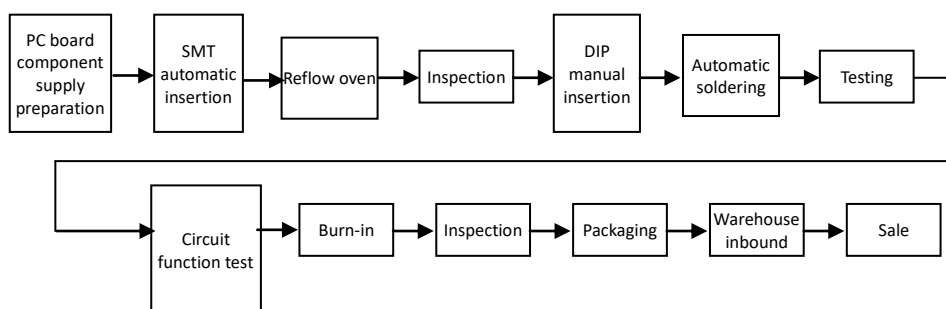 PC board
component
supply
preparation
SMT
automatic
insertion
Reflow oven
Inspection
DIP
manual
insertion
Automatic
soldering
Testing
Circuit
function test
Burn-in
Inspection
Packaging
Warehouse
inbound
Sale